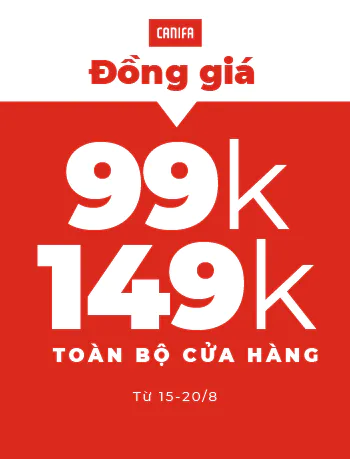 CANIFA
Đồng giá
99k
149k
TOÀN BỘ CỬA HÀNG
Từ 15-20/8